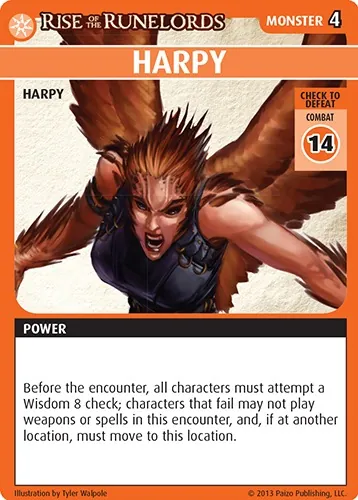 RISE OF THE RUNELORDS MONSTER 4
HARPY
HARPY
CHECK TO
DEFEAT
COMBAT
14
POWER
Before the encounter, all characters must attempt a
Wisdom 8 check; characters that fail may not play
weapons or spells in this encounter, and, if at another
location, must move to this location.
Illustration by Tyler Walpole © 2013 Paizo Publishing, LLC.